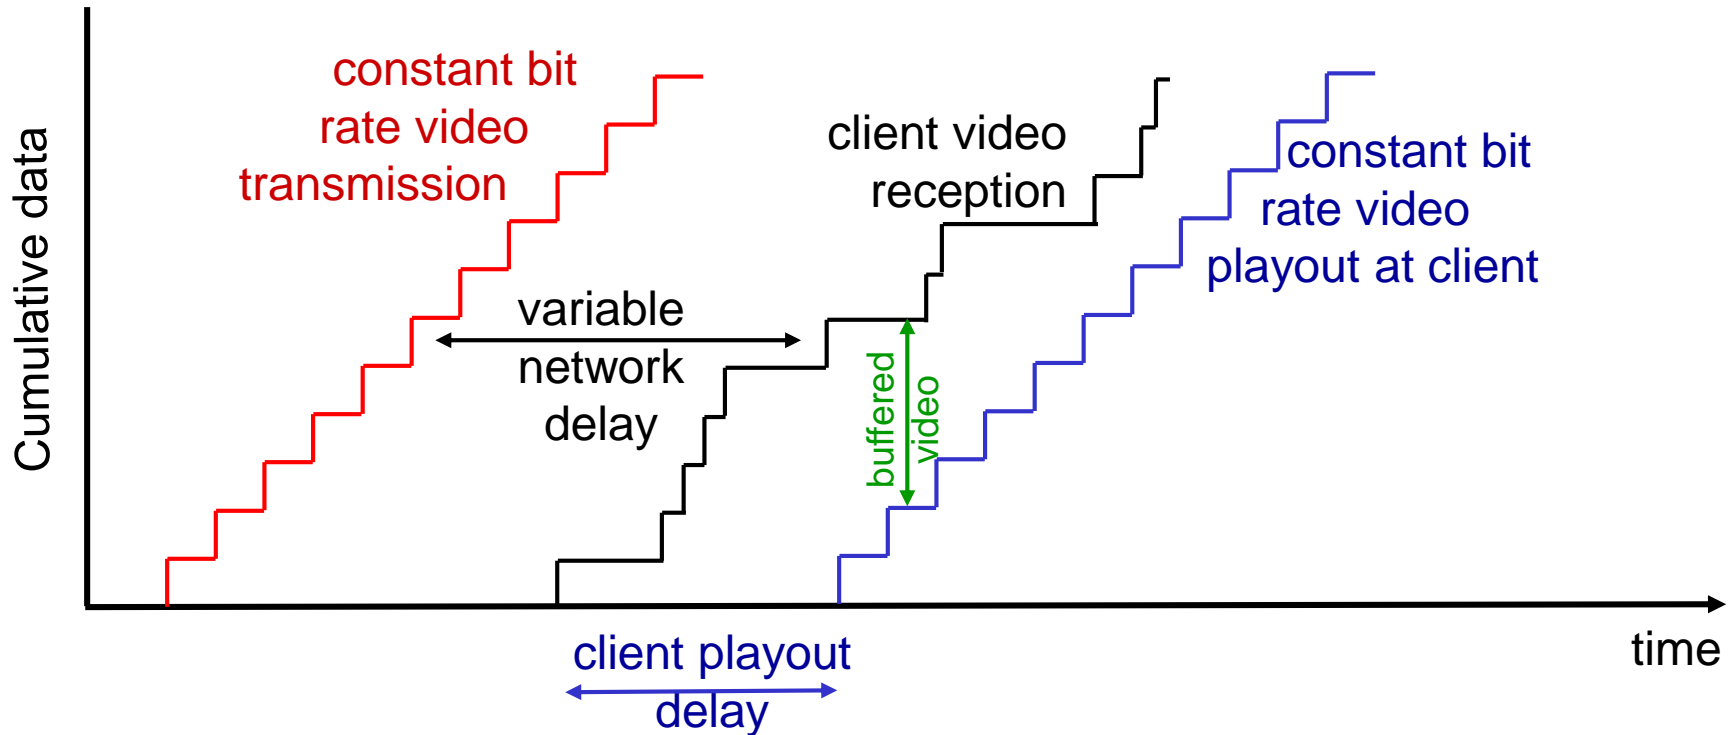 Cumulative data
constant bit
rate video
transmission
variable
network
delay
client video
reception
buffered
video
constant bit
rate video
playout at client
client playout
delay
time